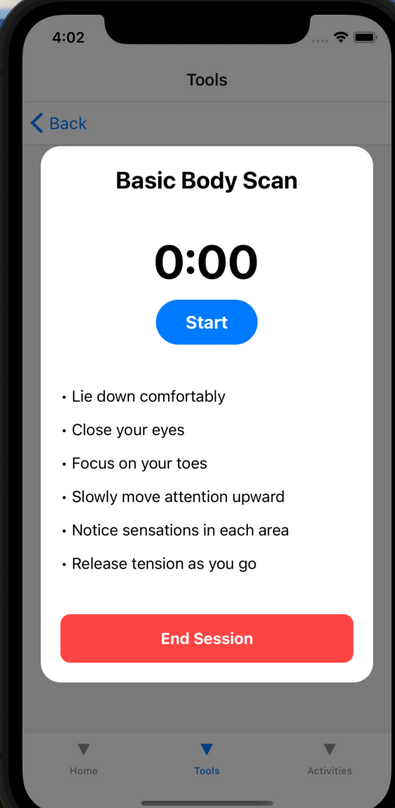 4:02
Tools
Back
Basic Body Scan
0:00
Start
• Lie down comfortably
• Close your eyes
• Focus on your toes
• Slowly move attention upward
• Notice sensations in each area
• Release tension as you go
End Session
Home Tools Activities